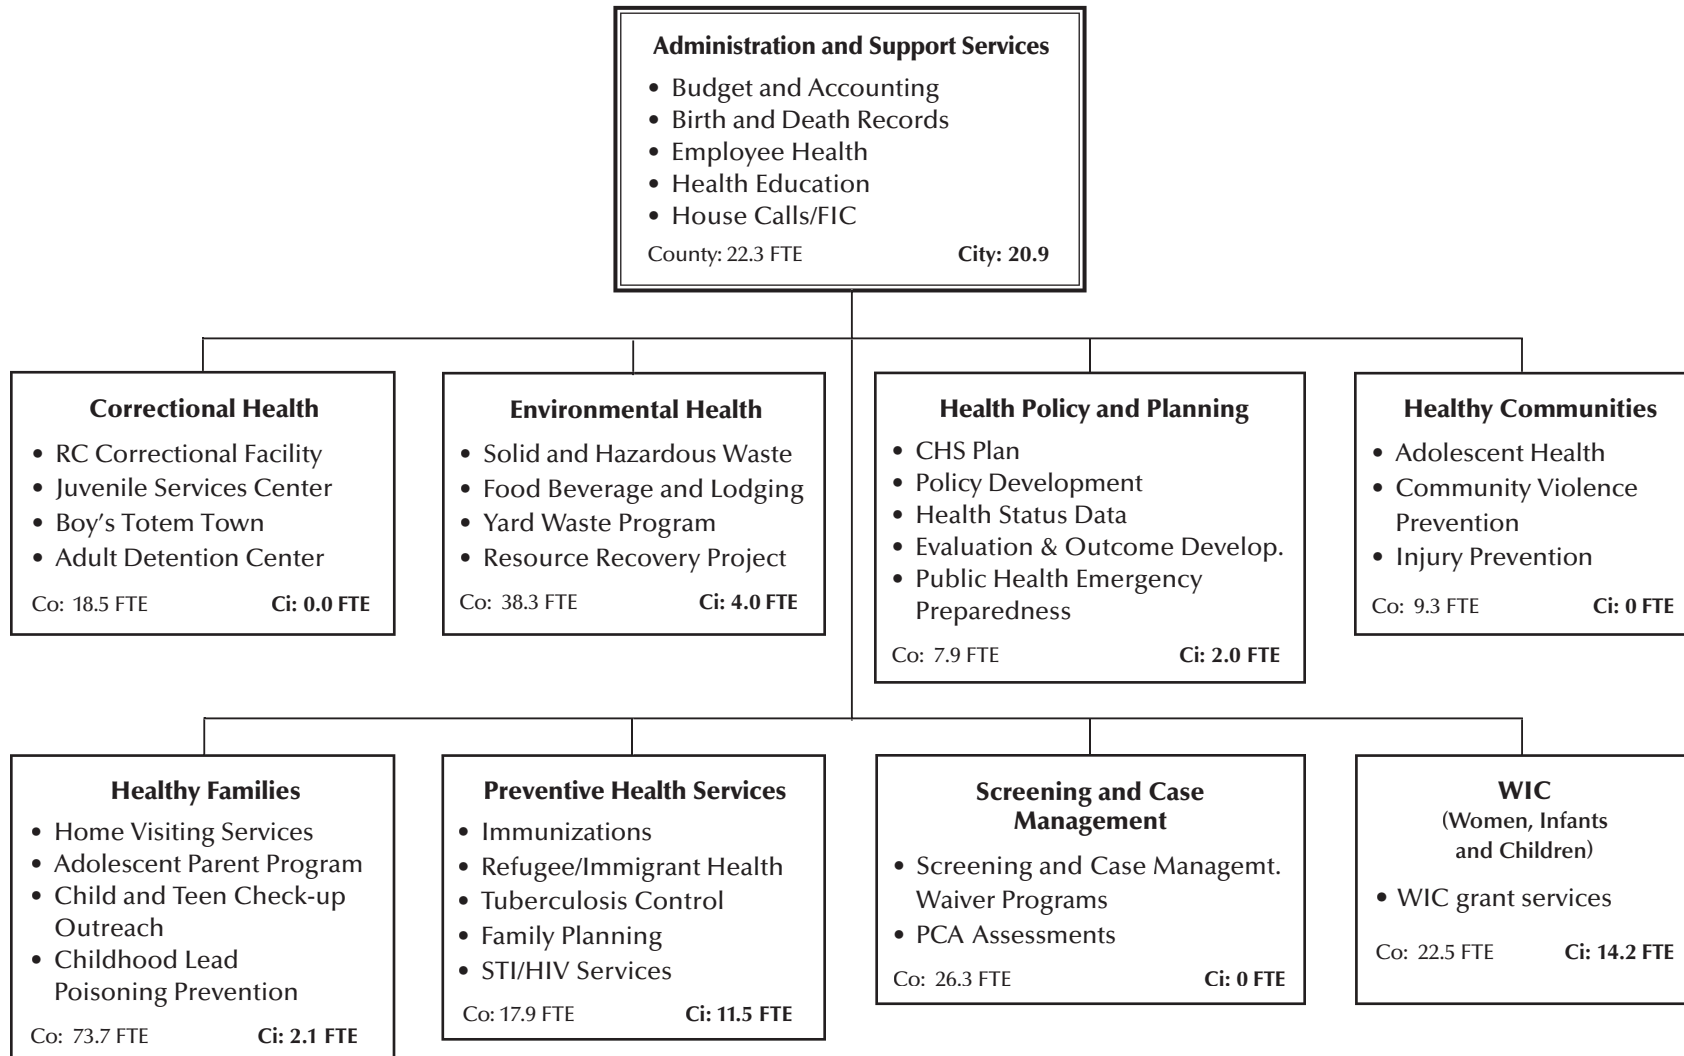 Administration and Support Services
• Budget and Accounting
• Birth and Death Records
• Employee Health
• Health Education
• House Calls/FIC
County: 22.3 FTE City: 20.9
Correctional Health
• RC Correctional Facility
• Juvenile Services Center
• Boy's Totem Town
• Adult Detention Center
Co: 18.5 FTE Ci: 0.0 FTE
Environmental Health
• Solid and Hazardous Waste
• Food Beverage and Lodging
• Yard Waste Program
• Resource Recovery Project
Co: 38.3 FTE Ci: 4.0 FTE
Health Policy and Planning
• CHS Plan
• Policy Development
• Health Status Data
• Evaluation & Outcome Develop.
• Public Health Emergency
Preparedness
Co: 7.9 FTE Ci: 2.0 FTE
Healthy Communities
• Adolescent Health
• Community Violence
Prevention
• Injury Prevention
Co: 9.3 FTE Ci: 0 FTE
Healthy Families
• Home Visiting Services
• Adolescent Parent Program
• Child and Teen Check-up
Outreach
• Childhood Lead
Poisoning Prevention
Co: 73.7 FTE Ci: 2.1 FTE
Preventive Health Services
• Immunizations
• Refugee/Immigrant Health
• Tuberculosis Control
• Family Planning
• STI/HIV Services
Co: 17.9 FTE Ci: 11.5 FTE
Screening and Case
Management
• Screening and Case Managemt.
Waiver Programs
• PCA Assessments
Co: 26.3 FTE Ci: 0 FTE
WIC
(Women, Infants
and Children)
• WIC grant services
Co: 22.5 FTE Ci: 14.2 FTE